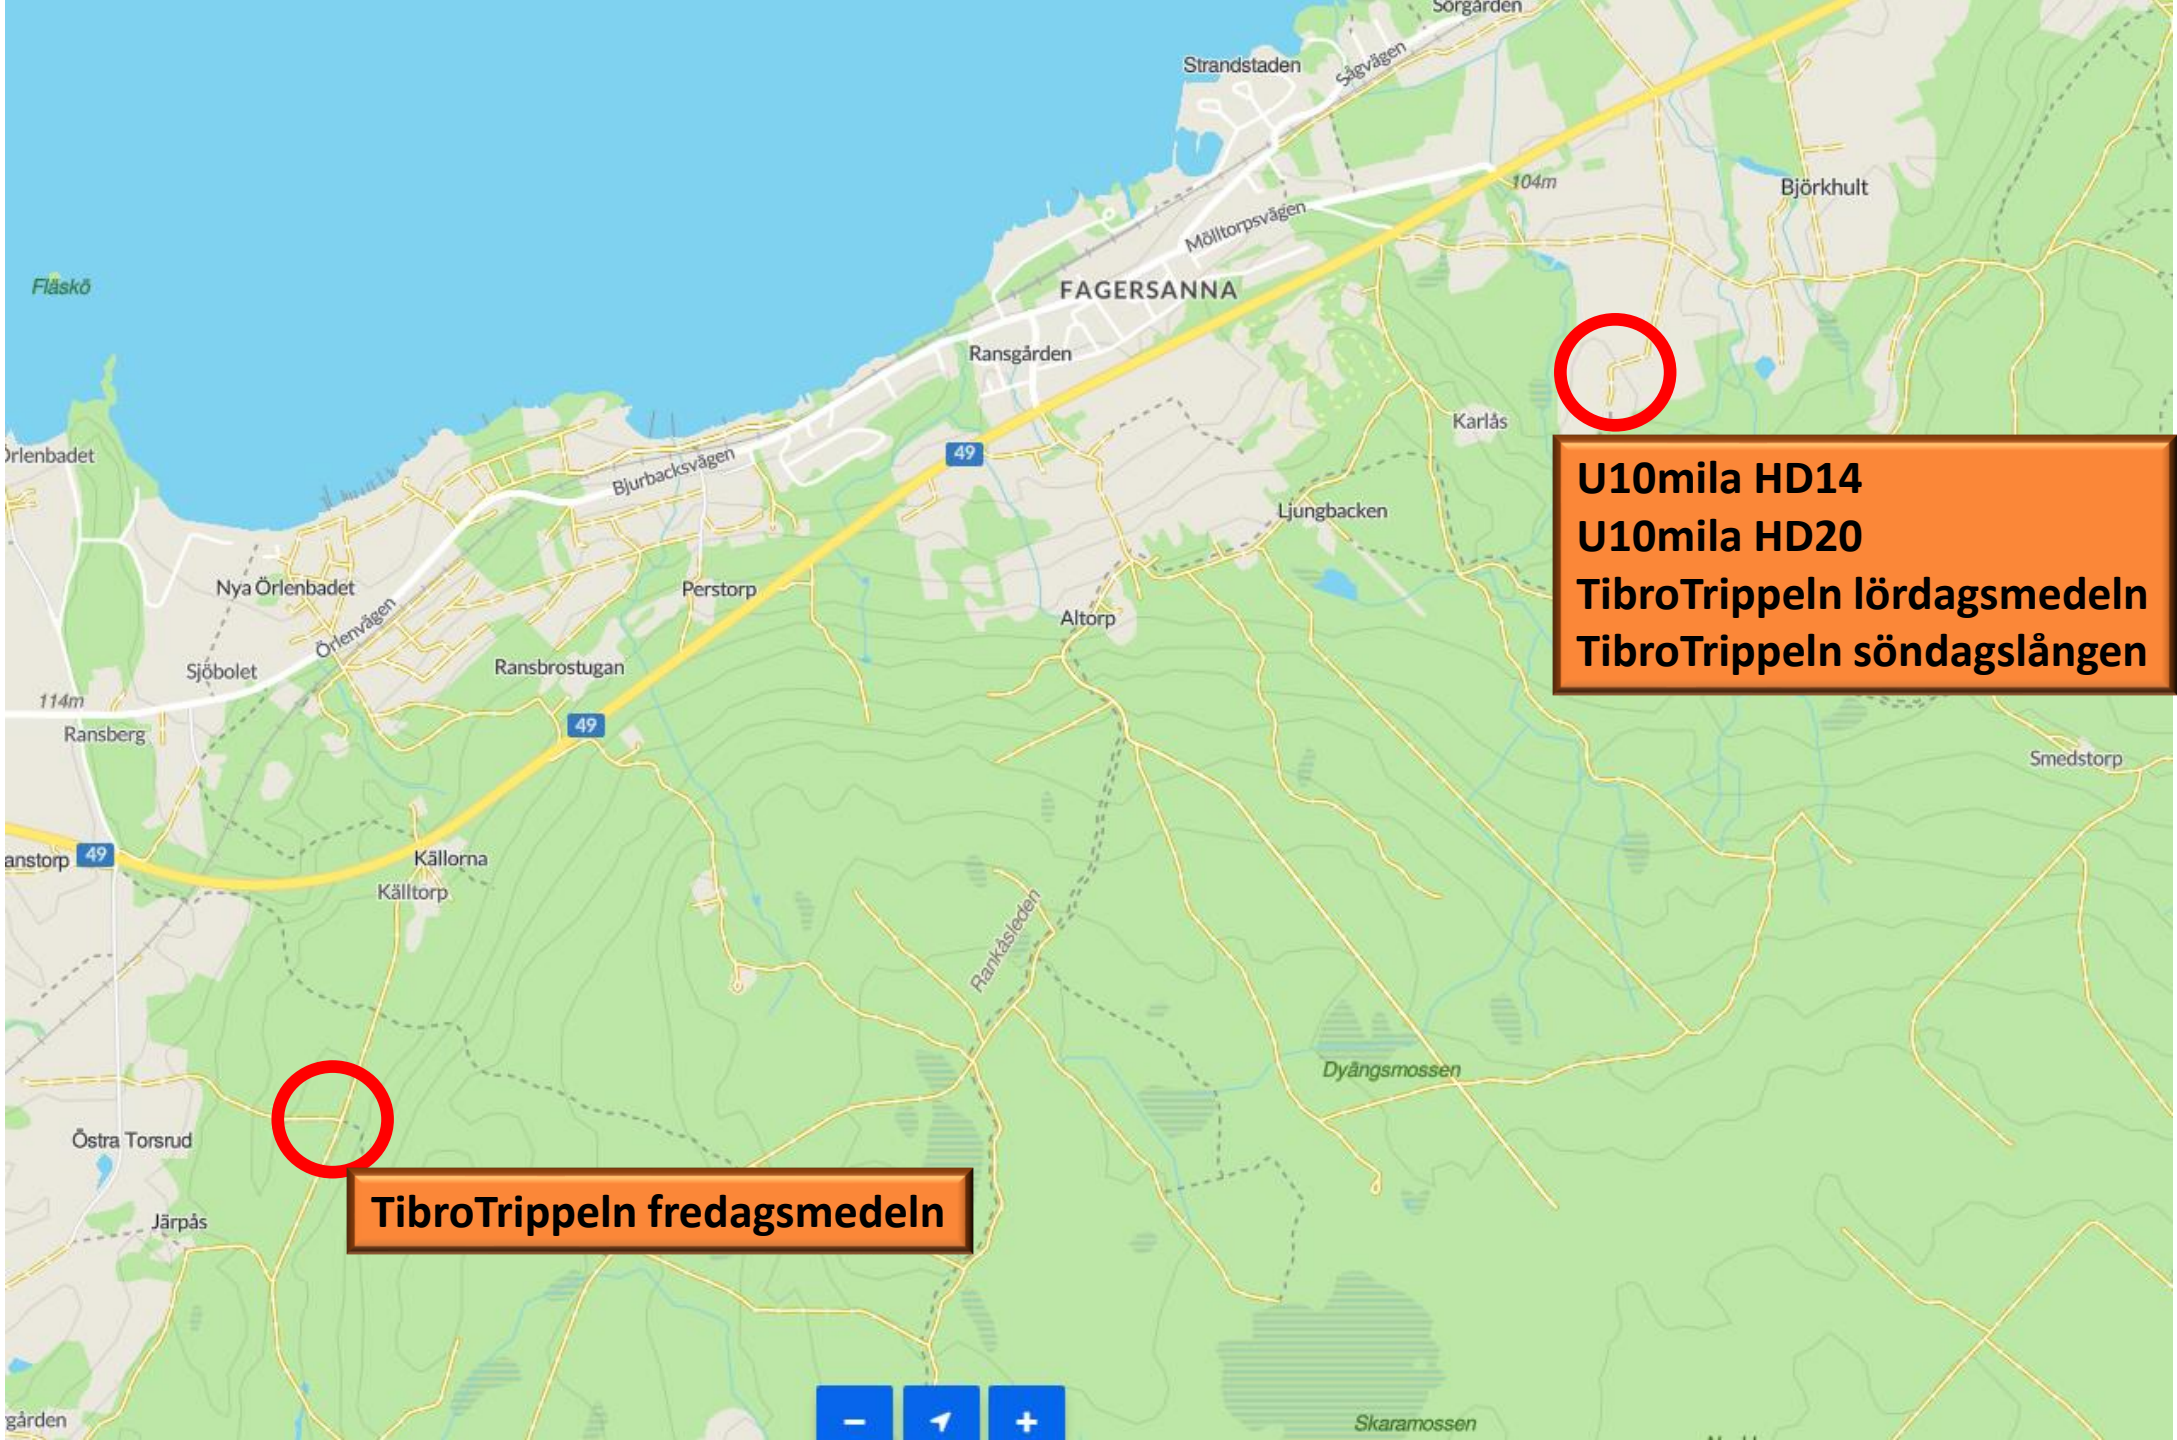 Sörgården
Strandstaden
Sågvägen
104m
Björkhult
Mölltorpsvägen
Fläskö
FAGERSANNA
Ransgården
Karlås
49
Bjurbacksvägen
U10mila HD14
U10mila HD20
TibroTrippeln lördagsmedeln
TibroTrippeln söndagslången
Ljungbacken
Nya Örlenbadet
Perstorp
Altorp
Örlenvägen
Sjöbolet
Ransbrostugan
114m
Ransberg
49
Smedstorp
anstorp
49
Källorna
Källtorp
Rankåsleden
Dyängsmossen
Östra Torsrud
TibroTrippeln fredagsmedeln
Järpås
gården
Skaramossen